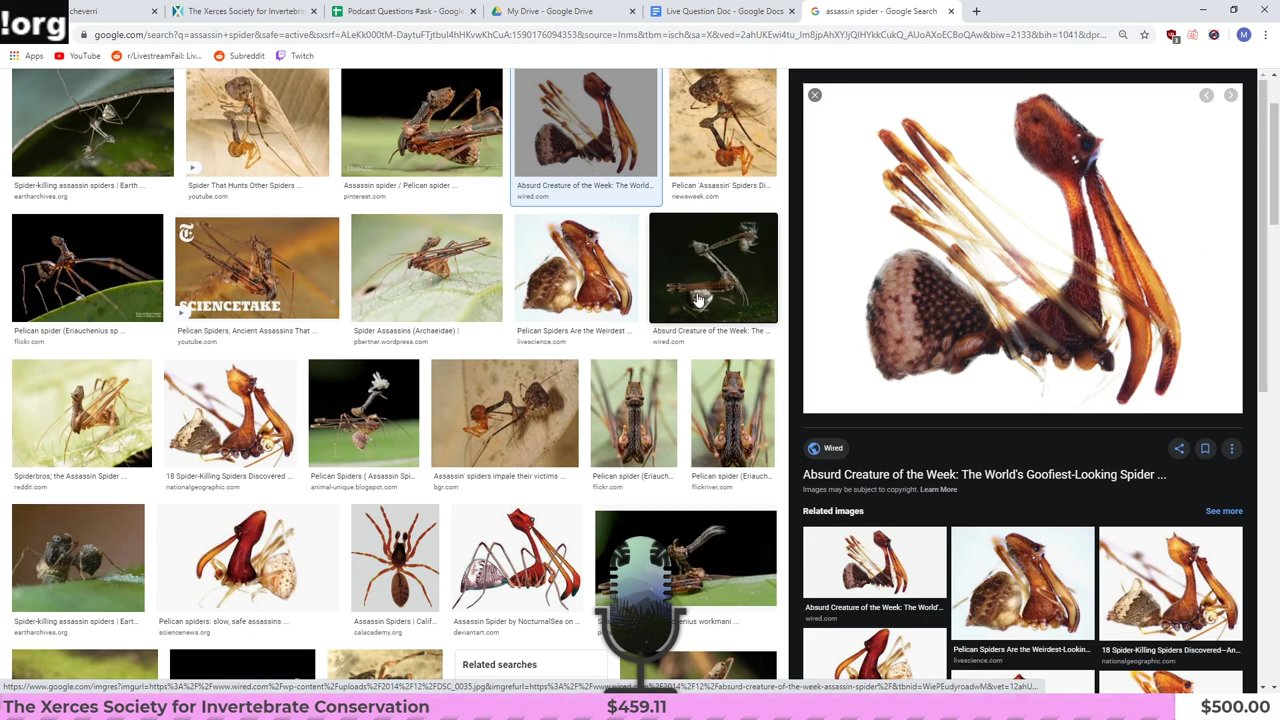 !org
cherri
The Xerces Society for Invertebra
Podcast Questions #ask - Google
My Drive - Google Drive
Live Question Doc - Google Docs
assassin spider - Google Search
YouTube
r/LivestreamFail: Liv...
Subreddit
Twitch
M
Spider-killing assassin spiders | Earth ...
eartharchives.org
Spider That Hunts Other Spiders ...
youtube.com
Assassin spider / Pelican spider ...
pinterest.com
Absurd Creature of the Week: The World...
wired.com
Pelican 'Assassin' Spiders Di...
newsweek.com
SCIENCETAKE
Pelican spider (Eriauchenius sp ...
flickr.com
Pelican Spiders, Ancient Assassins That ...
youtube.com
Spider Assassins (Archaeidae) |
pbertner.wordpress.com
Pelican Spiders Are the Weirdest ...
livescience.com
Absurd Creature of the Week: The ...
wired.com
Wired
Absurd Creature of the Week: The World's Goofiest-Looking Spider ...
Images may be subject to copyright. Learn More
Related images
See more
Spiderbros; the Assassin Spider ...
reddit.com
18 Spider-Killing Spiders Discovered ...
nationalgeographic.com
Pelican Spiders ( Assassin Spi...
animal-unique.blogspot.com
Assassin' spiders impale their victims ...
bgr.com
Pelican spider (Eriauch...
flickr.com
Pelican spider (Eriauc...
flickriver.com
Spider-killing assassin spiders | Eart...
eartharchives.org
Pelican spiders: slow, safe assassins ...
sciencenews.org
Assassin Spiders | Calif...
calacademy.org
Assassin Spider by NocturnalSea on ...
deviantart.com
enius workmani ...
Absurd Creature of the Week: The World'...
wired.com
Pelican Spiders Are the Weirdest-Lookin...
livescience.com
18 Spider-Killing Spiders Discovered—An...
nationalgeographic.com
Related searches
The Xerces Society for Invertebrate Conservation
$459.11
$500.00